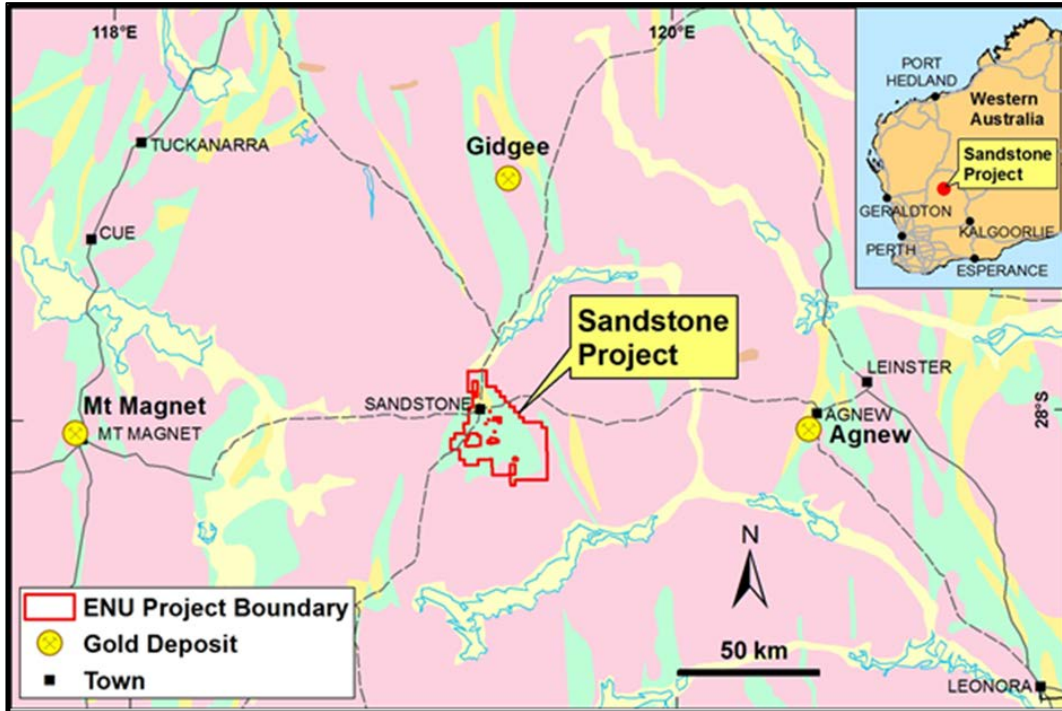 118°E
120°E
TUCKANARRA
Gidgee
CUE
Sandstone
Project
LEINSTER
SANDSTONE
Mt Magnet
MT MAGNET
AGNEW
Agnew
28°S
N
50 km
LEONORA
ENU Project Boundary
Gold Deposit
Town
PORT
HEDLAND
Western
Australia
Sandstone
Project
GERALDTON
KALGOORLIE
PERTH
ESPERANCE